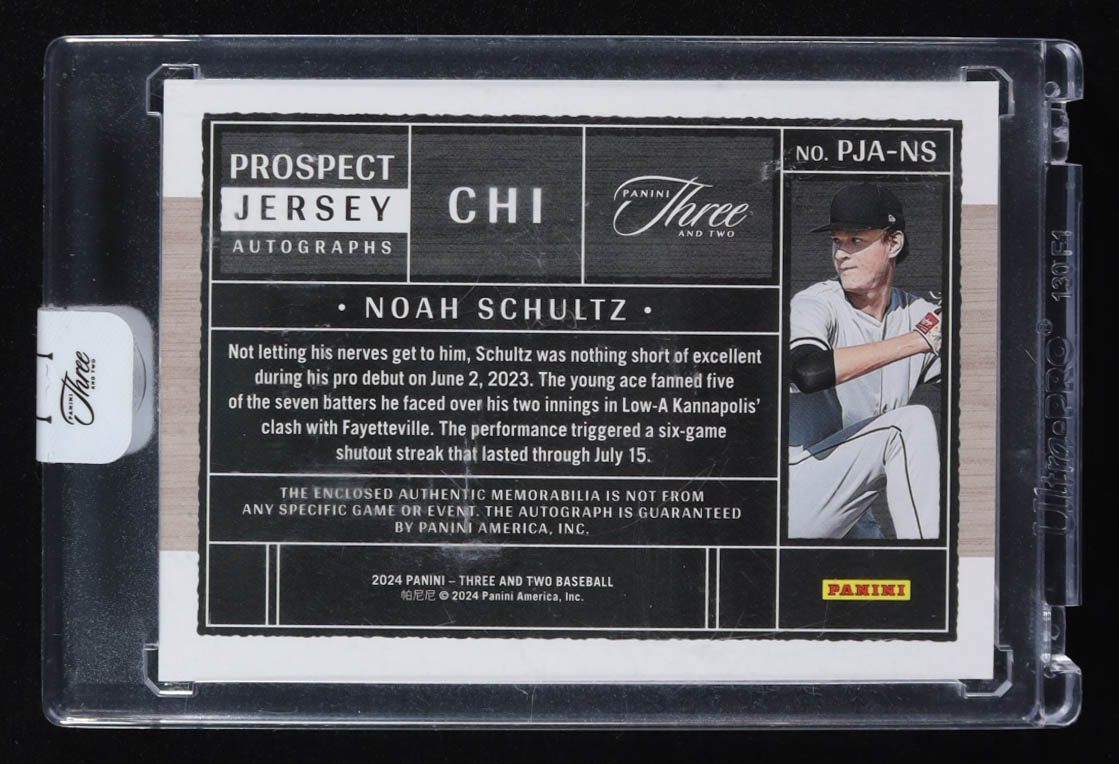 PROSPECT
JERSEY
AUTOGRAPHS
CHI
PANINI
Three
AND TWO
NO. PJA-NS
• NOAH SCHULTZ •
Not letting his nerves get to him, Schultz was nothing short of excellent
during his pro debut on June 2, 2023. The young ace fanned five
of the seven batters he faced over his two innings in Low-A Kannapolis'
clash with Fayetteville. The performance triggered a six-game
shutout streak that lasted through July 15.
THE ENCLOSED AUTHENTIC MEMORABILIA IS NOT FROM
ANY SPECIFIC GAME OR EVENT. THE AUTOGRAPH IS GUARANTEED
BY PANINI AMERICA, INC.
2024 PANINI – THREE AND TWO BASEBALL
帕尼尼 © 2024 Panini America, Inc.
PANINI
PANINI
Three
AND TWO
Ultra•PRO® 130 F1